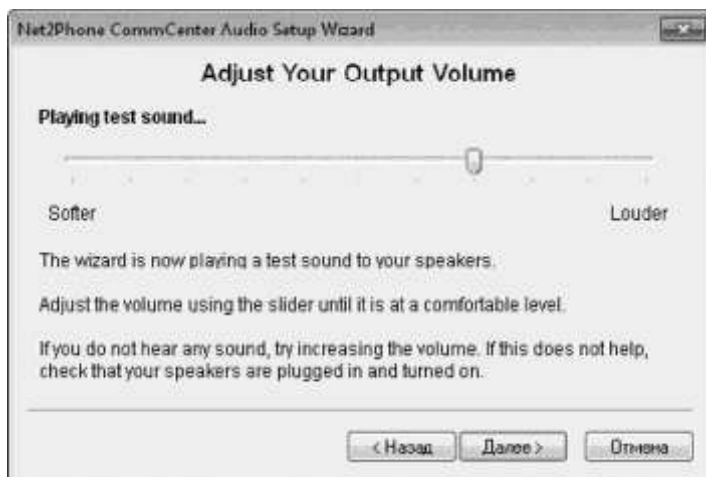 Net2Phone CommCenter Audio Setup Wizard
Adjust Your Output Volume
Playing test sound...
Softer Louder
The wizard is now playing a test sound to your speakers.
Adjust the volume using the slider until it is at a comfortable level.
If you do not hear any sound, try increasing the volume. If this does not help,
check that your speakers are plugged in and turned on.
< Назад Далее > Отмена